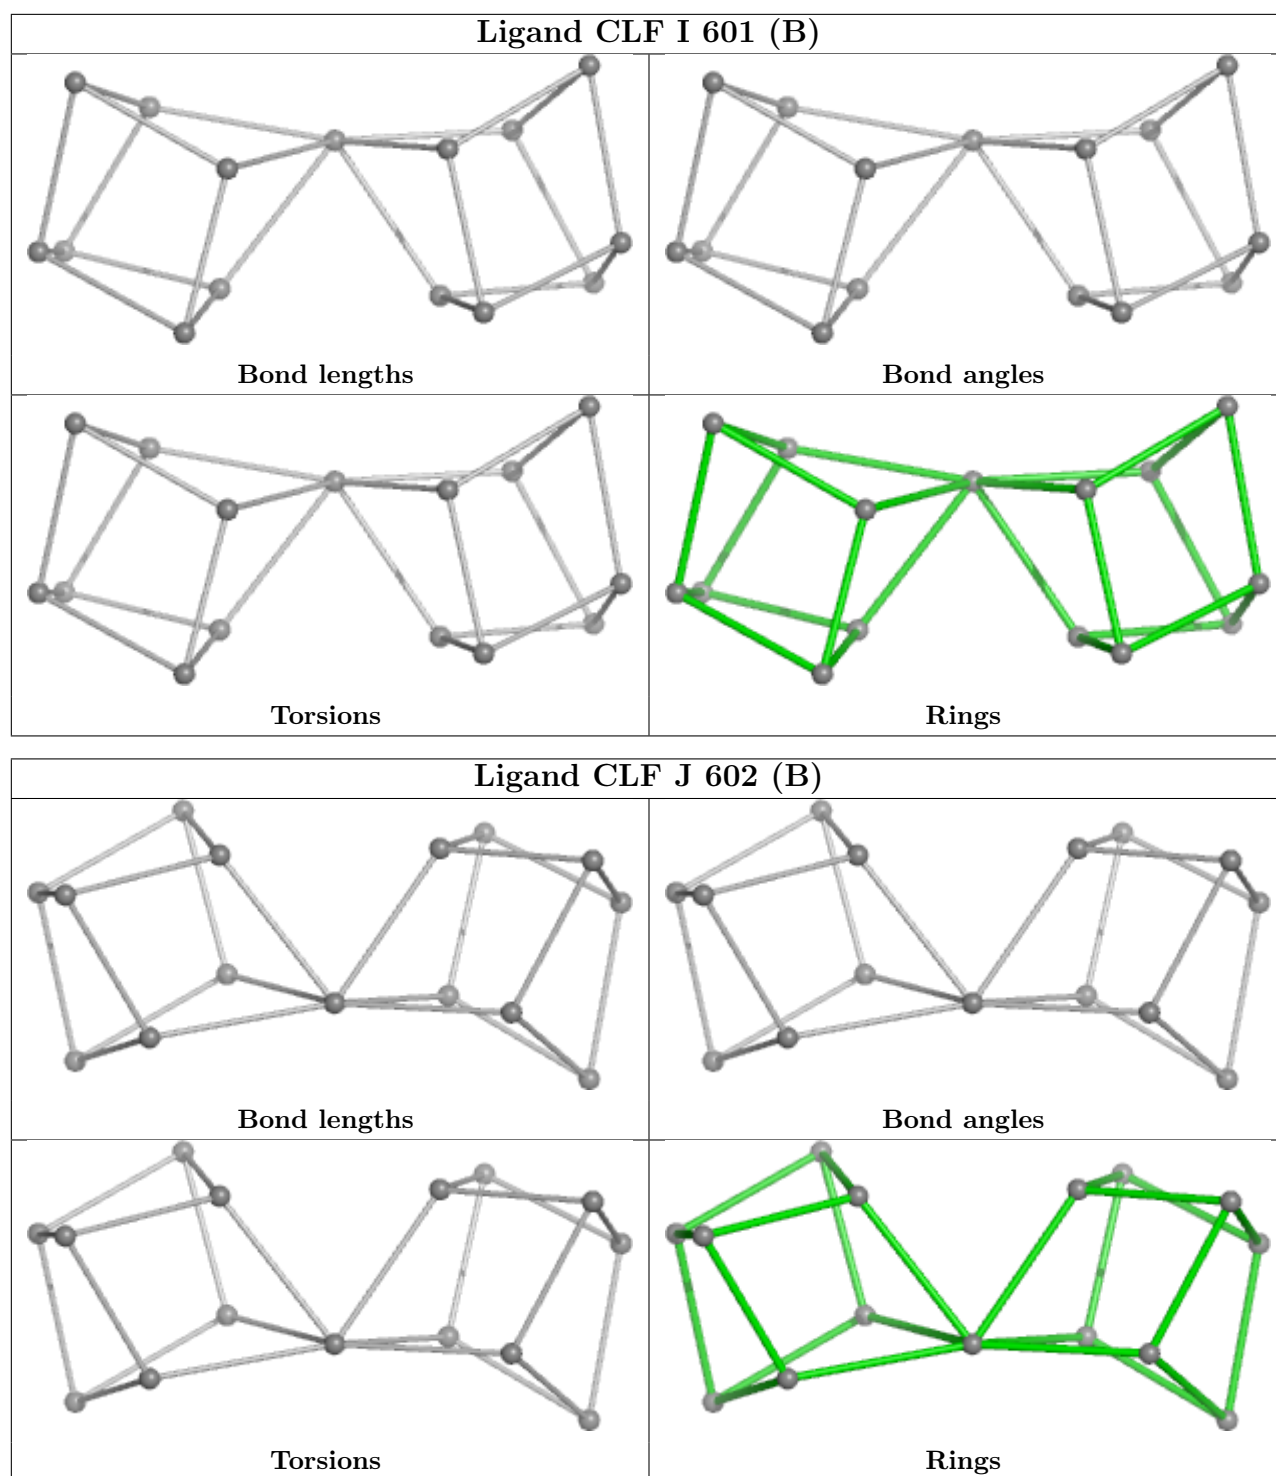 Ligand CLF I 601 (B)
Bond lengths Bond angles
Torsions Rings
Ligand CLF J 602 (B)
Bond lengths Bond angles
Torsions Rings